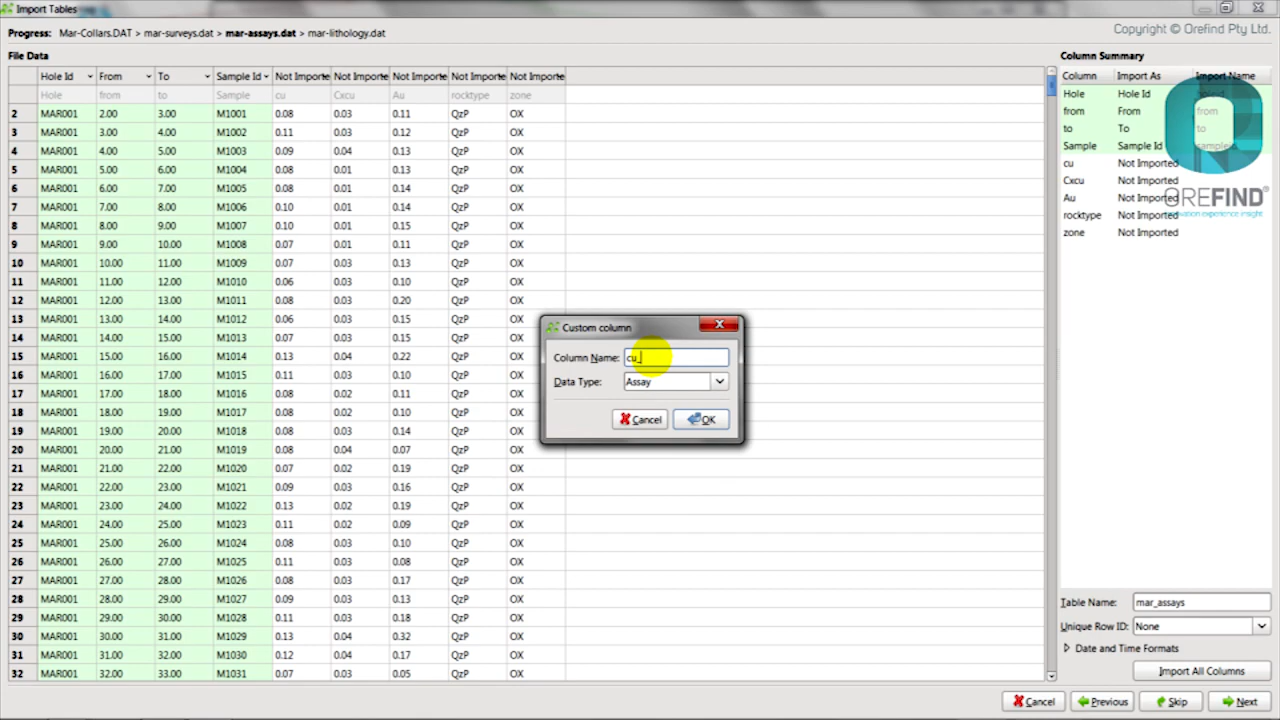 Import Tables
Progress: Mar-Collars.DAT > mar-surveys.dat > mar-assays.dat > mar-lithology.dat
Copyright © Orefind Pty Ltd.
File Data
Hole Id From To Sample Id Not Importe Not Importe Not Importe Not Importe Not Importe
Hole from to Sample cu Cxcu Au rocktype zone
2 MAR001 2.00 3.00 M1001 0.08 0.03 0.11 QzP OX
3 MAR001 3.00 4.00 M1002 0.11 0.03 0.12 QzP OX
4 MAR001 4.00 5.00 M1003 0.09 0.04 0.13 QzP OX
5 MAR001 5.00 6.00 M1004 0.08 0.01 0.13 QzP OX
6 MAR001 6.00 7.00 M1005 0.08 0.01 0.14 QzP OX
7 MAR001 7.00 8.00 M1006 0.10 0.01 0.14 QzP OX
8 MAR001 8.00 9.00 M1007 0.10 0.01 0.15 QzP OX
9 MAR001 9.00 10.00 M1008 0.07 0.01 0.11 QzP OX
10 MAR001 10.00 11.00 M1009 0.07 0.03 0.13 QzP OX
11 MAR001 11.00 12.00 M1010 0.06 0.03 0.10 QzP OX
12 MAR001 12.00 13.00 M1011 0.08 0.03 0.20 QzP OX
13 MAR001 13.00 14.00 M1012 0.06 0.03 0.15 QzP OX
14 MAR001 14.00 15.00 M1013 0.07 0.03 0.15 QzP OX
15 MAR001 15.00 16.00 M1014 0.13 0.04 0.22 QzP OX
16 MAR001 16.00 17.00 M1015 0.11 0.03 0.10 QzP OX
17 MAR001 17.00 18.00 M1016 0.08 0.02 0.11 QzP OX
18 MAR001 18.00 19.00 M1017 0.08 0.02 0.10 QzP OX
19 MAR001 19.00 20.00 M1018 0.08 0.03 0.14 QzP OX
20 MAR001 20.00 21.00 M1019 0.08 0.04 0.07 QzP OX
21 MAR001 21.00 22.00 M1020 0.07 0.02 0.19 QzP OX
22 MAR001 22.00 23.00 M1021 0.09 0.03 0.16 QzP OX
23 MAR001 23.00 24.00 M1022 0.13 0.02 0.19 QzP OX
24 MAR001 24.00 25.00 M1023 0.11 0.02 0.09 QzP OX
25 MAR001 25.00 26.00 M1024 0.08 0.03 0.10 QzP OX
26 MAR001 26.00 27.00 M1025 0.11 0.03 0.08 QzP OX
27 MAR001 27.00 28.00 M1026 0.08 0.03 0.17 QzP OX
28 MAR001 28.00 29.00 M1027 0.09 0.03 0.13 QzP OX
29 MAR001 29.00 30.00 M1028 0.11 0.03 0.18 QzP OX
30 MAR001 30.00 31.00 M1029 0.13 0.04 0.32 QzP OX
31 MAR001 31.00 32.00 M1030 0.12 0.04 0.17 QzP OX
32 MAR001 32.00 33.00 M1031 0.07 0.03 0.05 QzP OX
Custom column
Column Name: cu_
Data Type: Assay
Cancel OK
Column Summary
Column Import As Import Name
Hole Hole Id
from From from
to To to
Sample Sample Id
cu Not Imported
Cxcu Not Imported
Au Not Imported
rocktype Not Imported
zone Not Imported
OREFIND®
Table Name: mar_assays
Unique Row ID: None
Date and Time Formats
Import All Columns
Cancel Previous Skip Next